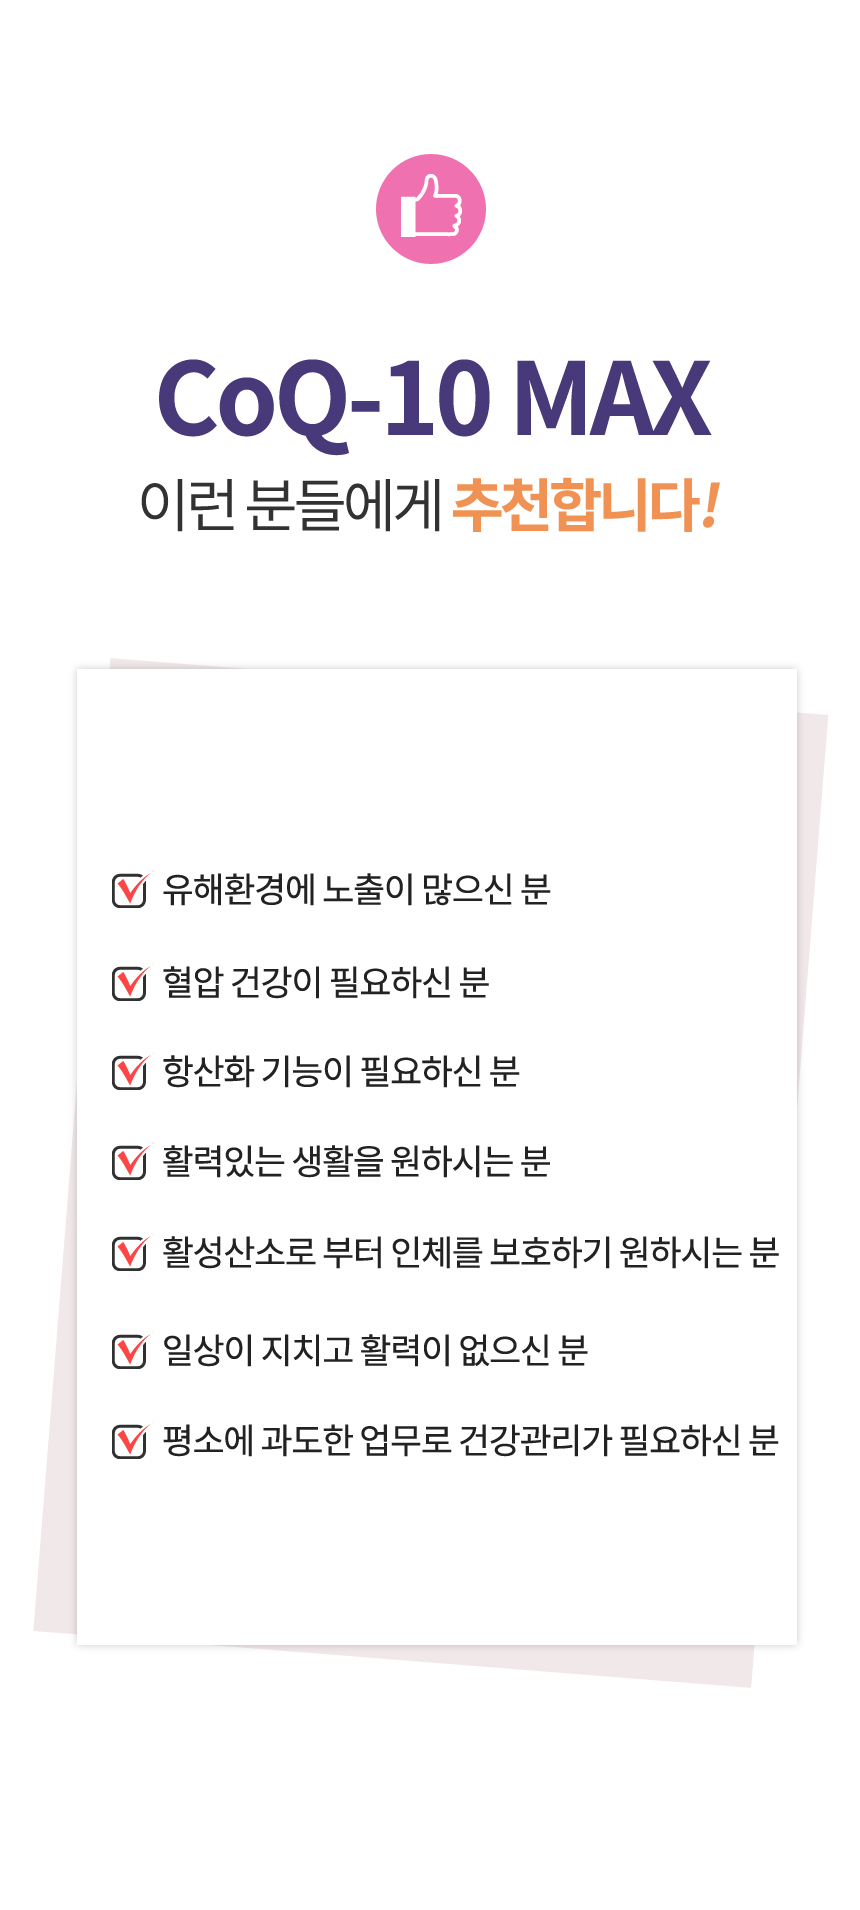 CoQ-10 MAX
이런 분들에게 추천합니다!
유해환경에 노출이 많으신 분
혈압 건강이 필요하신 분
항산화 기능이 필요하신 분
활력있는 생활을 원하시는 분
활성산소로 부터 인체를 보호하기 원하시는 분
일상이 지치고 활력이 없으신 분
평소에 과도한 업무로 건강관리가 필요하신 분